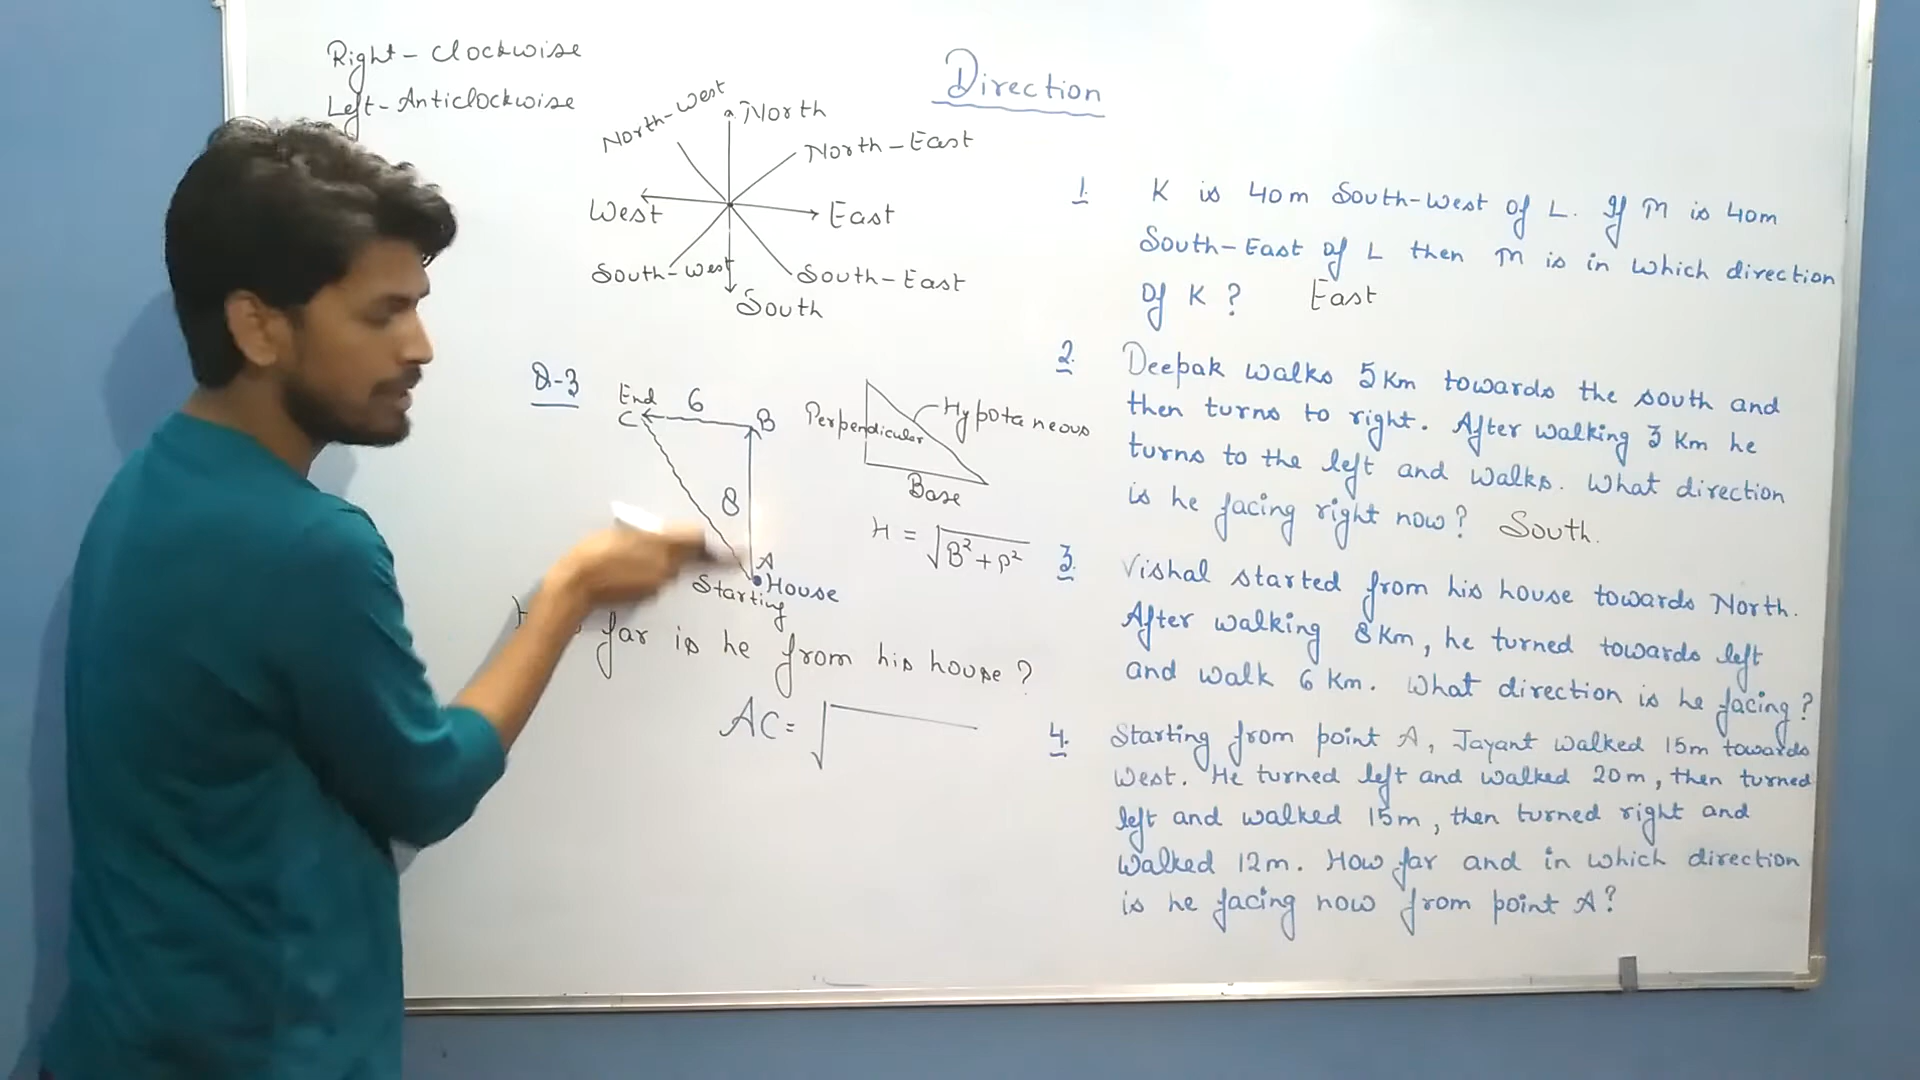 Right - Clockwise
Left - Anticlockwise
Direction
North-West
North
North-East
West
East
South-West
South-East
South
1. K is 40m South-West of L. If M is 40m
South-East of L then M is in which direction
of K ? East
2. Deepak walks 5 Km towards the south and
then turns to right. After walking 3 Km he
turns to the left and walks. What direction
is he facing right now? South.
3. Vishal started from his house towards North.
After walking 8 Km, he turned towards left
and walk 6 Km. What direction is he facing?
4. Starting from point A, Jayant walked 15m towards
West. He turned left and walked 20m, then turned
left and walked 15m, then turned right and
walked 12m. How far and in which direction
is he facing now from point A?
Q-3
End
C
6
B
8
A
House
Starting
Perpendicular
Hypotaneous
Base
H = √B²+P²
far is he from his house ?
AC = √